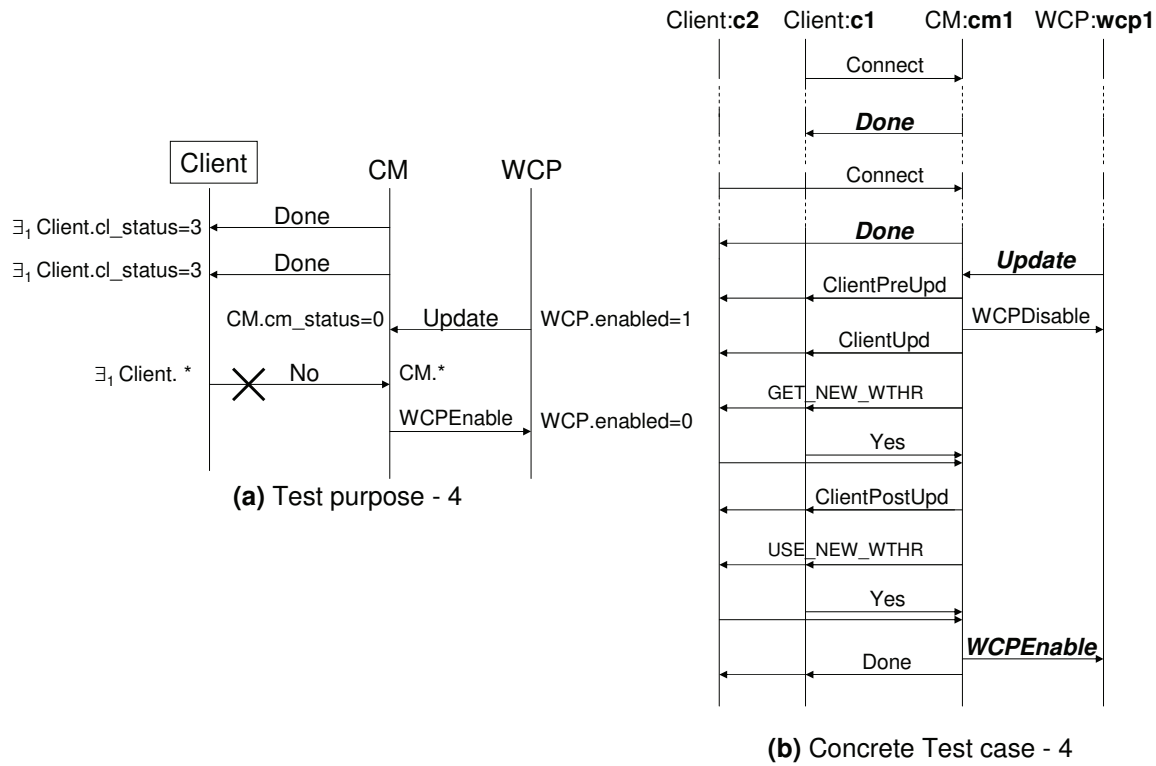 Client
CM
WCP
∃1 Client.cl_status=3
Done
∃1 Client.cl_status=3
Done
CM.cm_status=0
Update
WCP.enabled=1
∃1 Client. *
No
CM.*
WCPEnable
WCP.enabled=0
(a) Test purpose - 4
Client:c2
Client:c1
CM:cm1
WCP:wcp1
Connect
Done
Connect
Done
Update
ClientPreUpd
WCPDisable
ClientUpd
GET_NEW_WTHR
Yes
ClientPostUpd
USE_NEW_WTHR
Yes
WCPEnable
Done
(b) Concrete Test case - 4